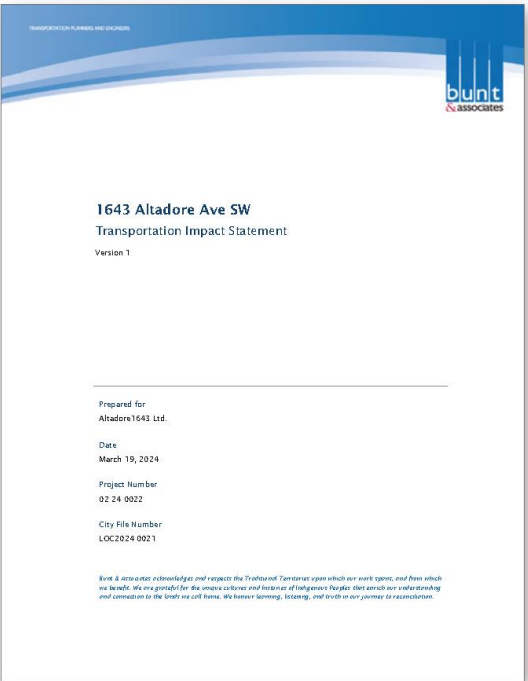 TRANSPORTATION PLANNERS AND ENGINEERS
bunt
& associates
1643 Altadore Ave SW
Transportation Impact Statement
Version 1
Prepared for
Altadore1643 Ltd.
Date
March 19, 2024
Project Number
02 24 0022
City File Number
LOC2024 0021
Bunt & Associates acknowledges and respects the Traditional Territories upon which our work spans, and from which
we benefit. We are grateful for the unique cultures and histories of Indigenous Peoples that enrich our understanding
and connection to the lands we call home. We honour learning, listening, and truth in our journey to reconciliation.